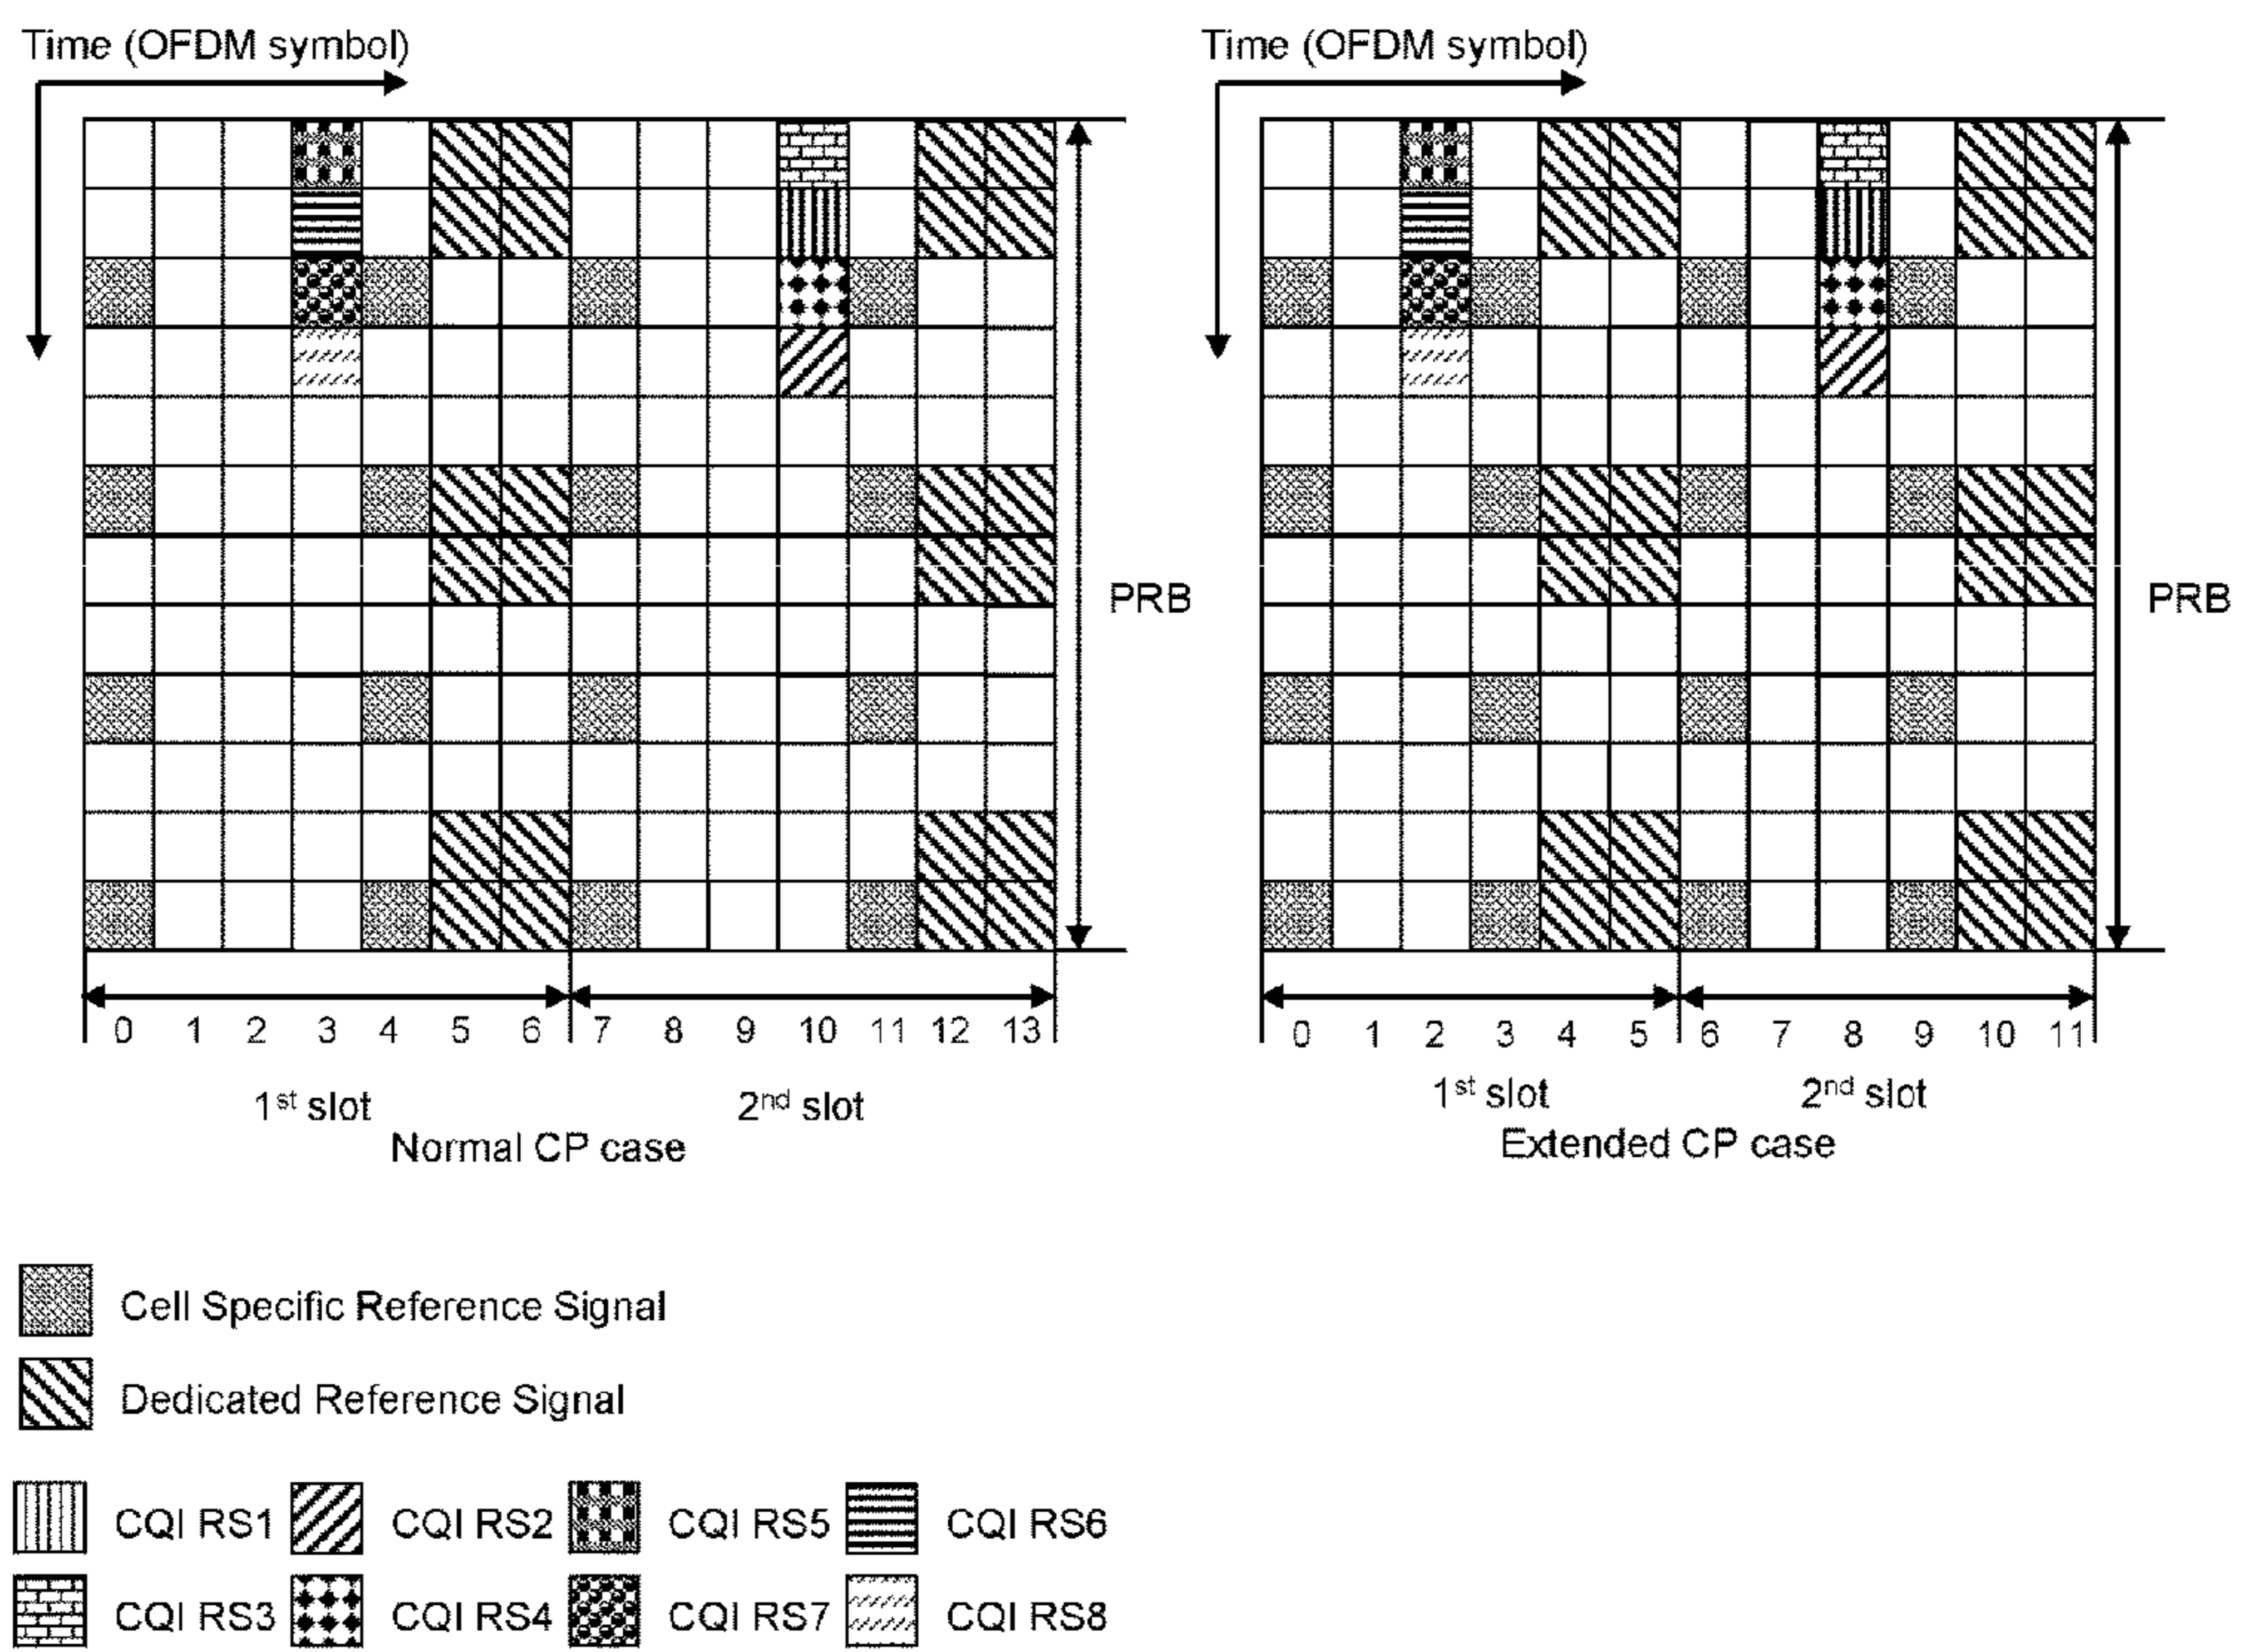 Time (OFDM symbol)
Time (OFDM symbol)
PRB
PRB
0 1 2 3 4 5 6 7 8 9 10 11 12 13
0 1 2 3 4 5 6 7 8 9 10 11
1st slot 2nd slot
Normal CP case
1st slot 2nd slot
Extended CP case
Cell Specific Reference Signal
Dedicated Reference Signal
CQI RS1 CQI RS2 CQI RS5 CQI RS6
CQI RS3 CQI RS4 CQI RS7 CQI RS8